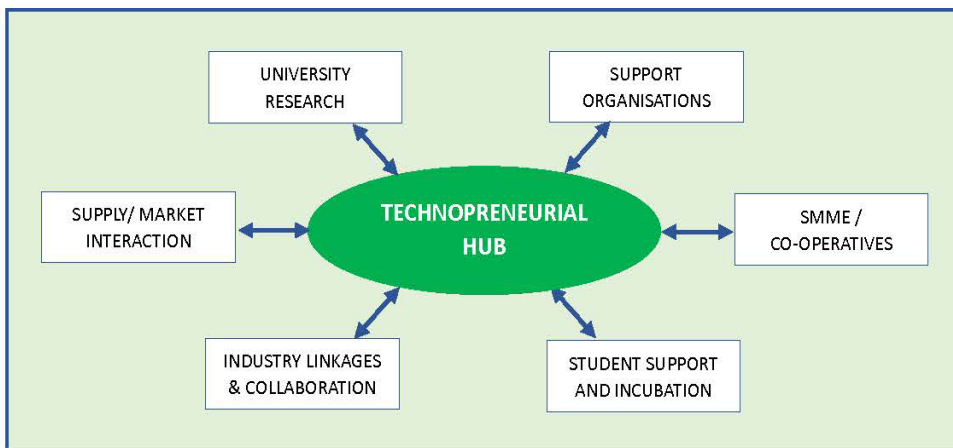 UNIVERSITY
RESEARCH
SUPPORT
ORGANISATIONS
SUPPLY/ MARKET
INTERACTION
TECHNOPRENEURIAL
HUB
SMME /
CO-OPERATIVES
INDUSTRY LINKAGES
& COLLABORATION
STUDENT SUPPORT
AND INCUBATION